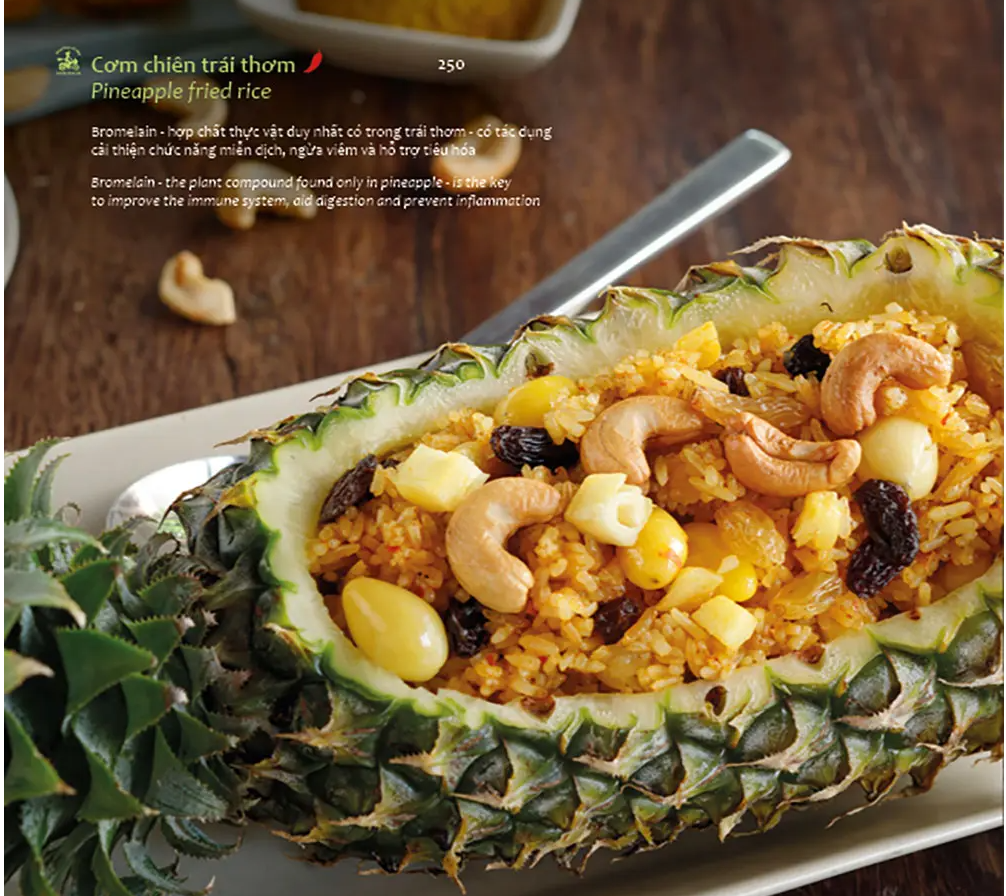 Cơm chiên trái thơm 250
Pineapple fried rice
Bromelain - hợp chất thực vật duy nhất có trong trái thơm - có tác dụng
cải thiện chức năng miễn dịch, ngừa viêm và hỗ trợ tiêu hóa
Bromelain - the plant compound found only in pineapple - is the key
to improve the immune system, aid digestion and prevent inflammation